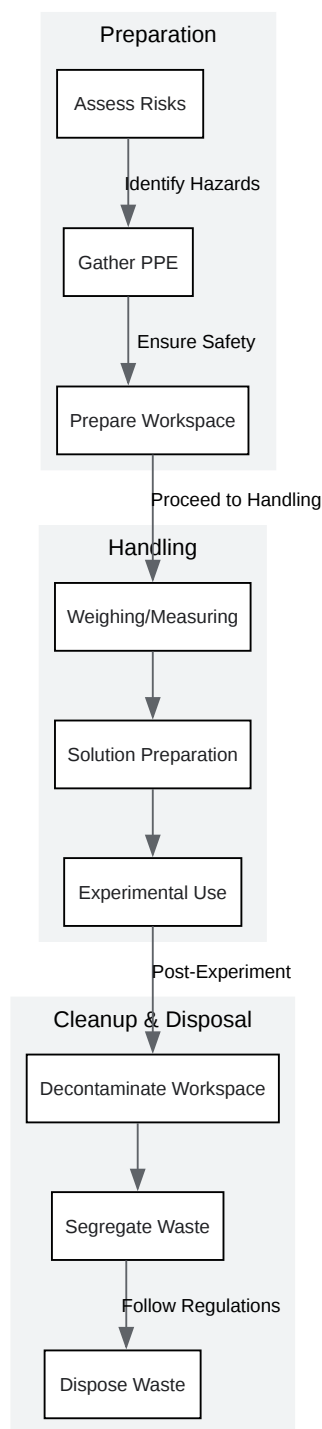 Preparation
Assess Risks
Identify Hazards
Gather PPE
Ensure Safety
Prepare Workspace
Proceed to Handling
Handling
Weighing/Measuring
Solution Preparation
Experimental Use
Post-Experiment
Cleanup & Disposal
Decontaminate Workspace
Segregate Waste
Follow Regulations
Dispose Waste